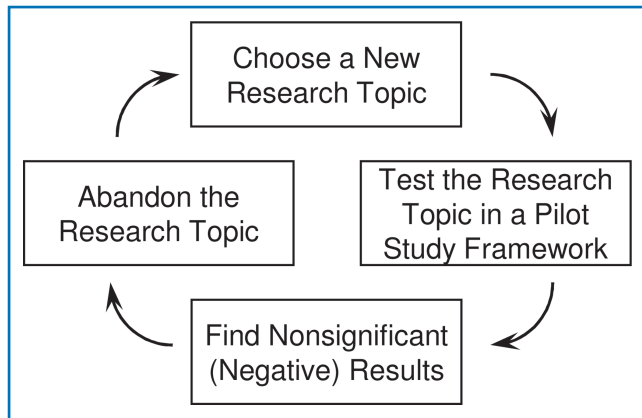 Choose a New
Research Topic
Test the Research
Topic in a Pilot
Study Framework
Find Nonsignificant
(Negative) Results
Abandon the
Research Topic